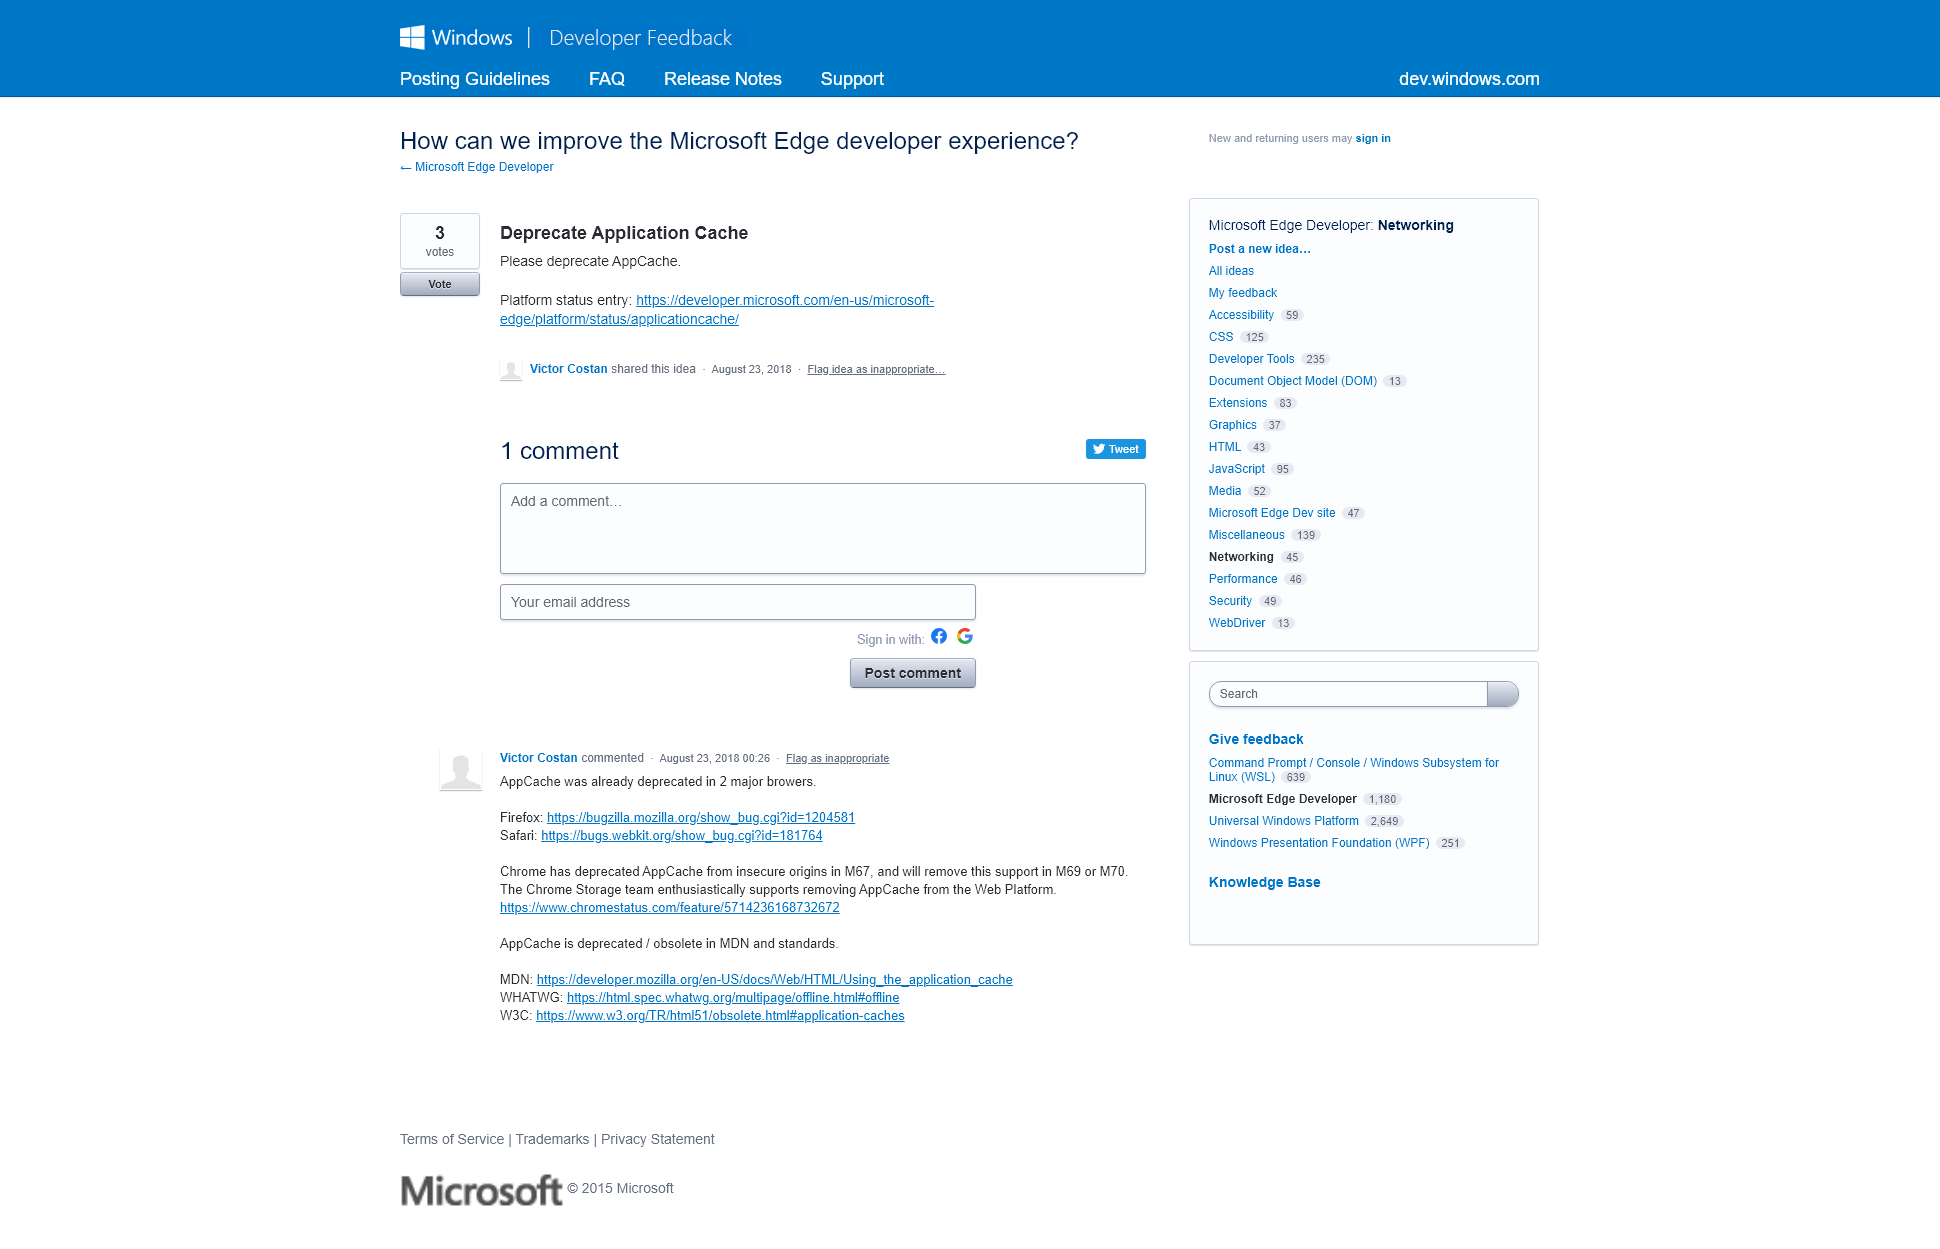 Windows | Developer Feedback
Posting Guidelines FAQ Release Notes Support dev.windows.com
How can we improve the Microsoft Edge developer experience?
← Microsoft Edge Developer
New and returning users may sign in
3
votes
Vote
Deprecate Application Cache
Please deprecate AppCache.
Platform status entry: https://developer.microsoft.com/en-us/microsoft-
edge/platform/status/applicationcache/
Victor Costan shared this idea · August 23, 2018 · Flag idea as inappropriate…
1 comment
Tweet
Add a comment…
Your email address
Sign in with:
Post comment
Victor Costan commented · August 23, 2018 00:26 · Flag as inappropriate
AppCache was already deprecated in 2 major browers.
Firefox: https://bugzilla.mozilla.org/show_bug.cgi?id=1204581
Safari: https://bugs.webkit.org/show_bug.cgi?id=181764
Chrome has deprecated AppCache from insecure origins in M67, and will remove this support in M69 or M70.
The Chrome Storage team enthusiastically supports removing AppCache from the Web Platform.
https://www.chromestatus.com/feature/5714236168732672
AppCache is deprecated / obsolete in MDN and standards.
MDN: https://developer.mozilla.org/en-US/docs/Web/HTML/Using_the_application_cache
WHATWG: https://html.spec.whatwg.org/multipage/offline.html#offline
W3C: https://www.w3.org/TR/html51/obsolete.html#application-caches
Microsoft Edge Developer: Networking
Post a new idea…
All ideas
My feedback
Accessibility 59
CSS 125
Developer Tools 235
Document Object Model (DOM) 13
Extensions 83
Graphics 37
HTML 43
JavaScript 95
Media 52
Microsoft Edge Dev site 47
Miscellaneous 139
Networking 45
Performance 46
Security 49
WebDriver 13
Search
Give feedback
Command Prompt / Console / Windows Subsystem for
Linux (WSL) 639
Microsoft Edge Developer 1,180
Universal Windows Platform 2,649
Windows Presentation Foundation (WPF) 251
Knowledge Base
Terms of Service | Trademarks | Privacy Statement
Microsoft © 2015 Microsoft